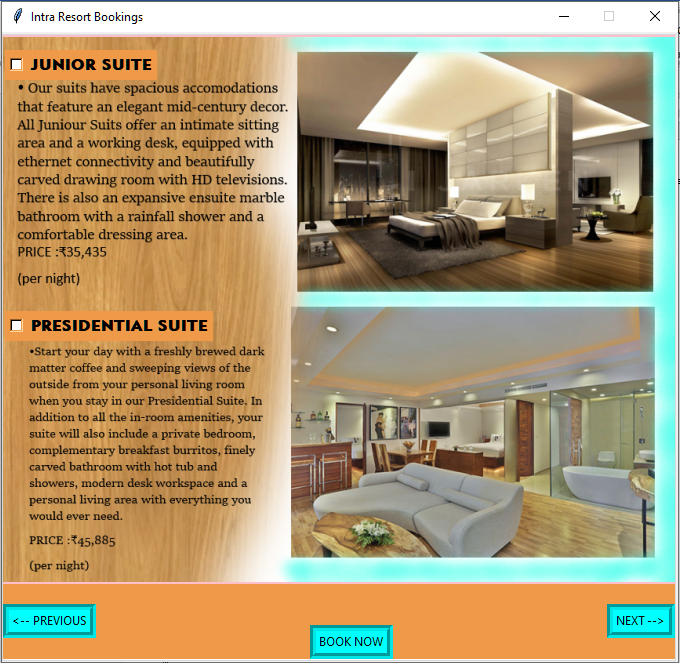 Intra Resort Bookings
JUNIOR SUITE
• Our suits have spacious accomodations
that feature an elegant mid-century decor.
All Juniour Suits offer an intimate sitting
area and a working desk, equipped with
ethernet connectivity and beautifully
carved drawing room with HD televisions.
There is also an expansive ensuite marble
bathroom with a rainfall shower and a
comfortable dressing area.
PRICE :₹35,435
(per night)
PRESIDENTIAL SUITE
•Start your day with a freshly brewed dark
matter coffee and sweeping views of the
outside from your personal living room
when you stay in our Presidential Suite. In
addition to all the in-room amenities, your
suite will also include a private bedroom,
complementary breakfast burritos, finely
carved bathroom with hot tub and
showers, modern desk workspace and a
personal living area with everything you
would ever need.
PRICE :₹45,885
(per night)
<-- PREVIOUS
NEXT -->
BOOK NOW